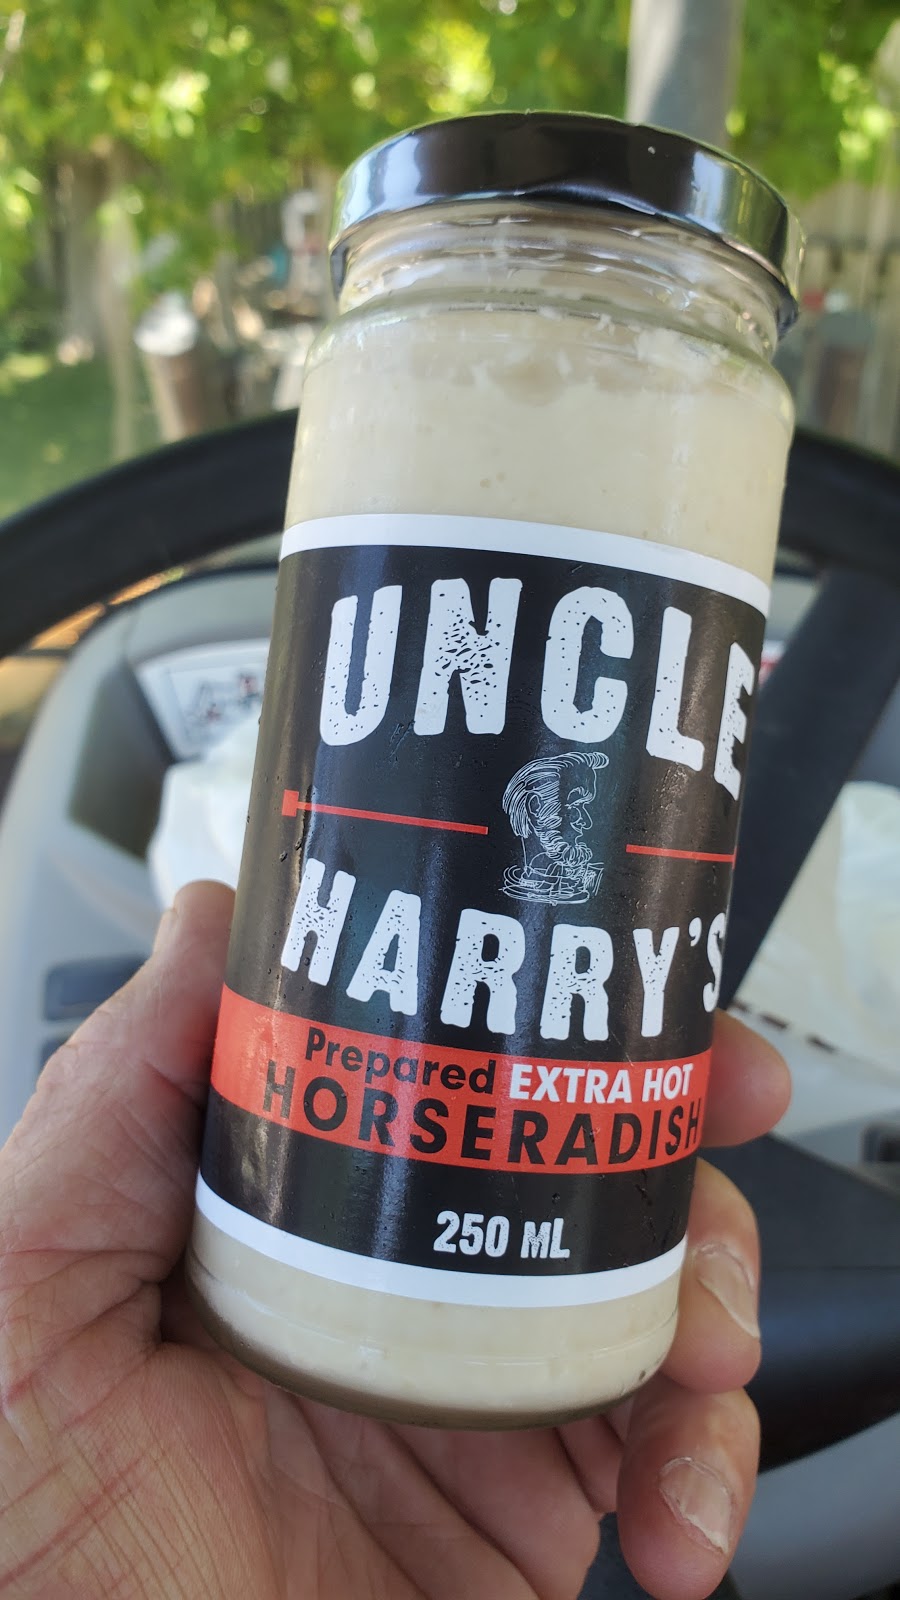 UNCLE
HARRY'S
Prepared EXTRA HOT
HORSERADISH
250 ML